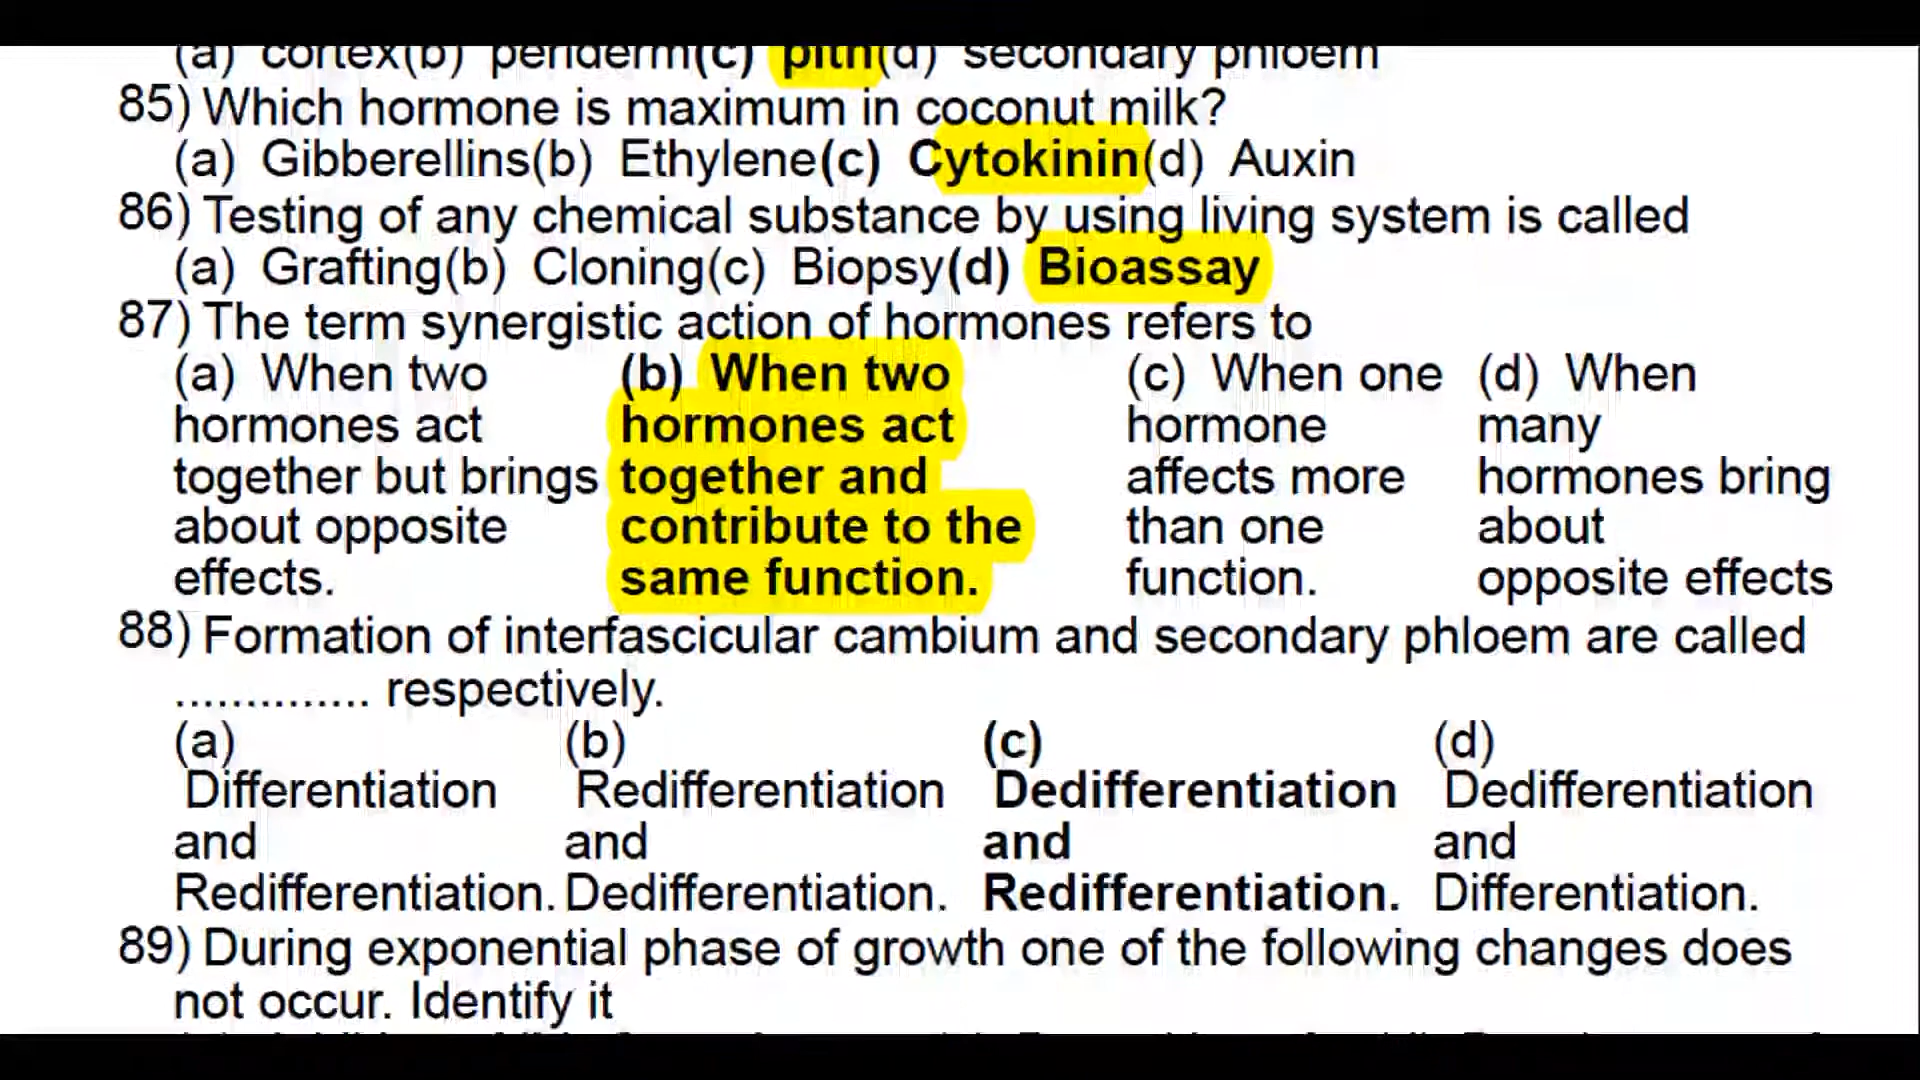 (a) cortex(b) periderm(c) pith(d) secondary phloem
85) Which hormone is maximum in coconut milk?
(a) Gibberellins(b) Ethylene(c) Cytokinin(d) Auxin
86) Testing of any chemical substance by using living system is called
(a) Grafting(b) Cloning(c) Biopsy(d) Bioassay
87) The term synergistic action of hormones refers to
(a) When two
hormones act
together but brings
about opposite
effects.
(b) When two
hormones act
together and
contribute to the
same function.
(c) When one
hormone
affects more
than one
function.
(d) When
many
hormones bring
about
opposite effects
88) Formation of interfascicular cambium and secondary phloem are called
.............. respectively.
(a)
Differentiation
and
Redifferentiation.
(b)
Redifferentiation
and
Dedifferentiation.
(c)
Dedifferentiation
and
Redifferentiation.
(d)
Dedifferentiation
and
Differentiation.
89) During exponential phase of growth one of the following changes does
not occur. Identify it